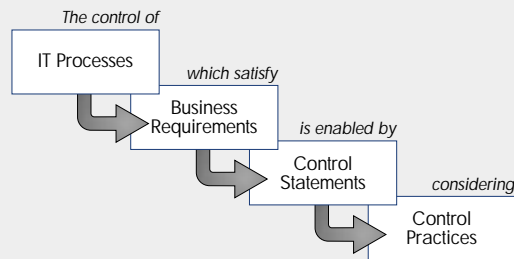 The control of
IT Processes
which satisfy
Business
Requirements
is enabled by
Control
Statements
considering
Control
Practices